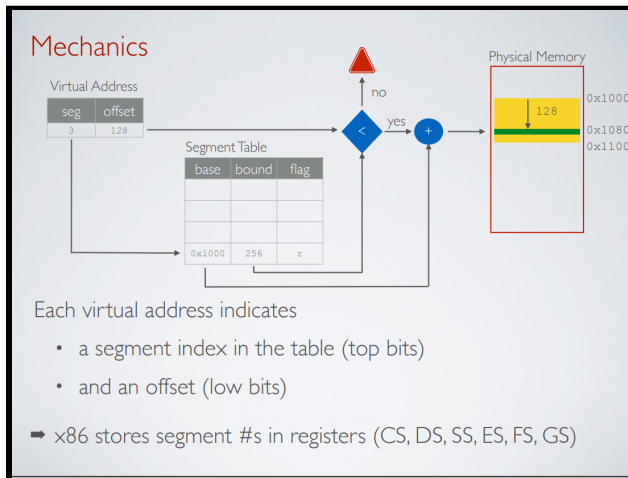 Mechanics
Virtual Address
seg offset
3 128
no
yes
<
+
Segment Table
base bound flag
0x1000 256 r
Physical Memory
128
0x1000
0x1080
0x1100
Each virtual address indicates
• a segment index in the table (top bits)
• and an offset (low bits)
➡ x86 stores segment #s in registers (CS, DS, SS, ES, FS, GS)